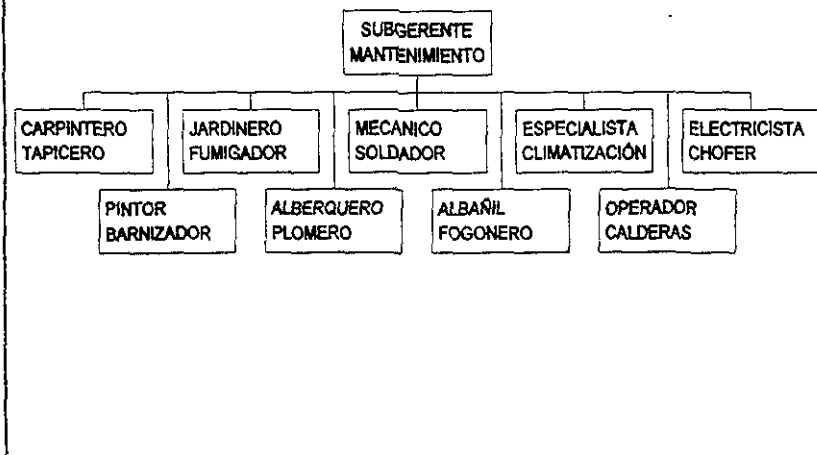 SUBGERENTE
MANTENIMIENTO
CARPINTERO
TAPICERO
JARDINERO
FUMIGADOR
MECANICO
SOLDADOR
ESPECIALISTA
CLIMATIZACIÓN
ELECTRICISTA
CHOFER
PINTOR
BARNIZADOR
ALBERQUERO
PLOMERO
ALBAÑIL
FOGONERO
OPERADOR
CALDERAS